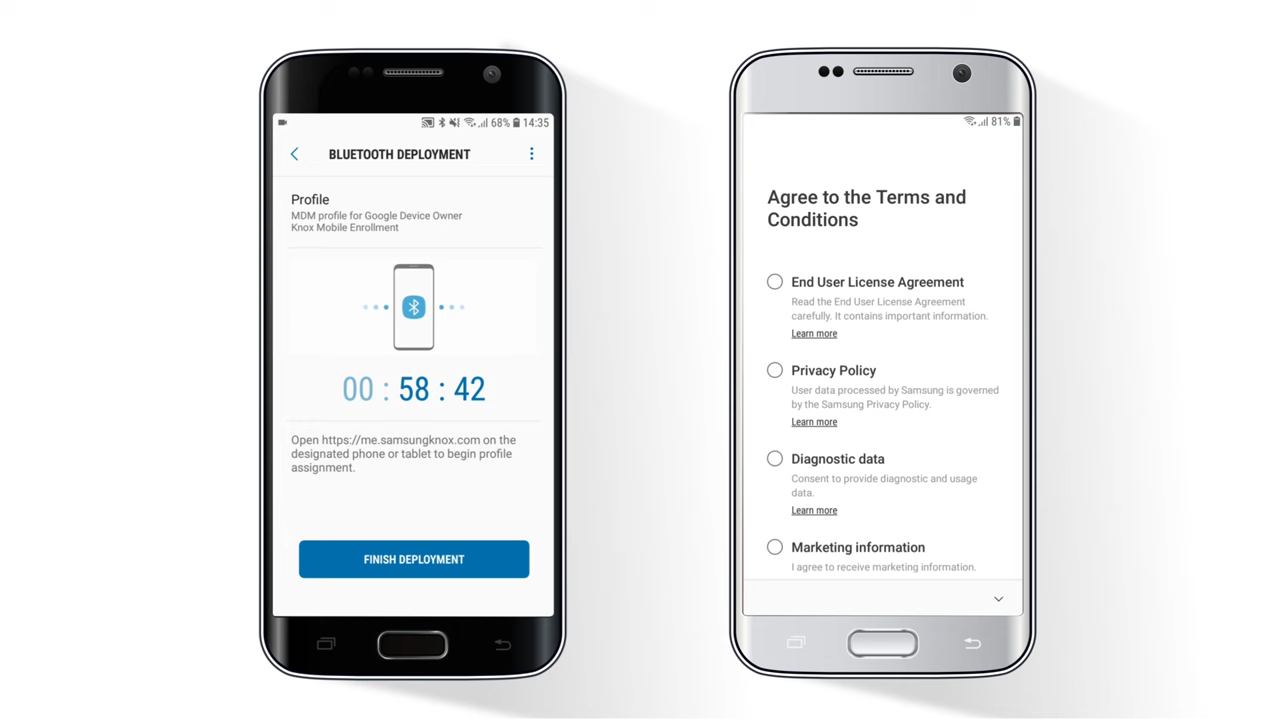 68% 14:35
BLUETOOTH DEPLOYMENT
Profile
MDM profile for Google Device Owner
Knox Mobile Enrollment
00 : 58 : 42
Open https://me.samsungknox.com on the
designated phone or tablet to begin profile
assignment.
FINISH DEPLOYMENT
81%
Agree to the Terms and
Conditions
End User License Agreement
Read the End User License Agreement
carefully. It contains important information.
Learn more
Privacy Policy
User data processed by Samsung is governed
by the Samsung Privacy Policy.
Learn more
Diagnostic data
Consent to provide diagnostic and usage
data.
Learn more
Marketing information
I agree to receive marketing information.